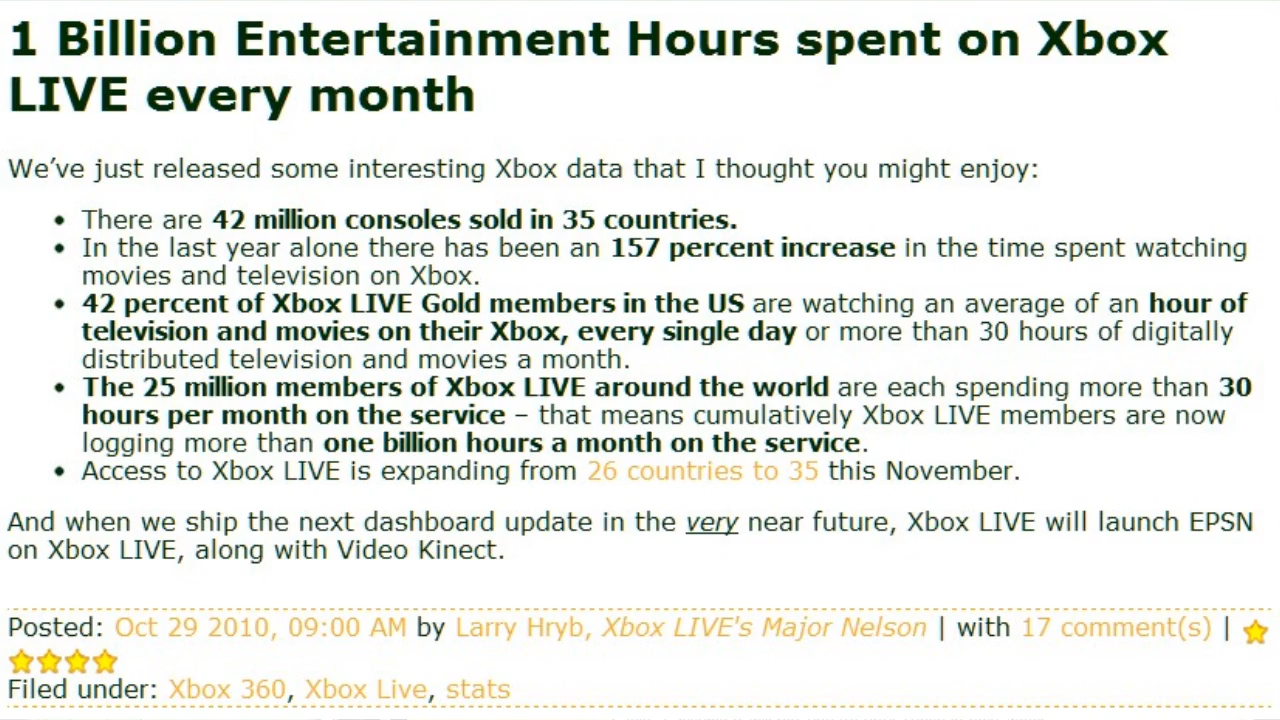 1 Billion Entertainment Hours spent on Xbox
LIVE every month
We've just released some interesting Xbox data that I thought you might enjoy:
• There are 42 million consoles sold in 35 countries.
• In the last year alone there has been an 157 percent increase in the time spent watching
movies and television on Xbox.
• 42 percent of Xbox LIVE Gold members in the US are watching an average of an hour of
television and movies on their Xbox, every single day or more than 30 hours of digitally
distributed television and movies a month.
• The 25 million members of Xbox LIVE around the world are each spending more than 30
hours per month on the service – that means cumulatively Xbox LIVE members are now
logging more than one billion hours a month on the service.
• Access to Xbox LIVE is expanding from 26 countries to 35 this November.
And when we ship the next dashboard update in the very near future, Xbox LIVE will launch EPSN
on Xbox LIVE, along with Video Kinect.
Posted: Oct 29 2010, 09:00 AM by Larry Hryb, Xbox LIVE's Major Nelson | with 17 comment(s) |
Filed under: Xbox 360, Xbox Live, stats